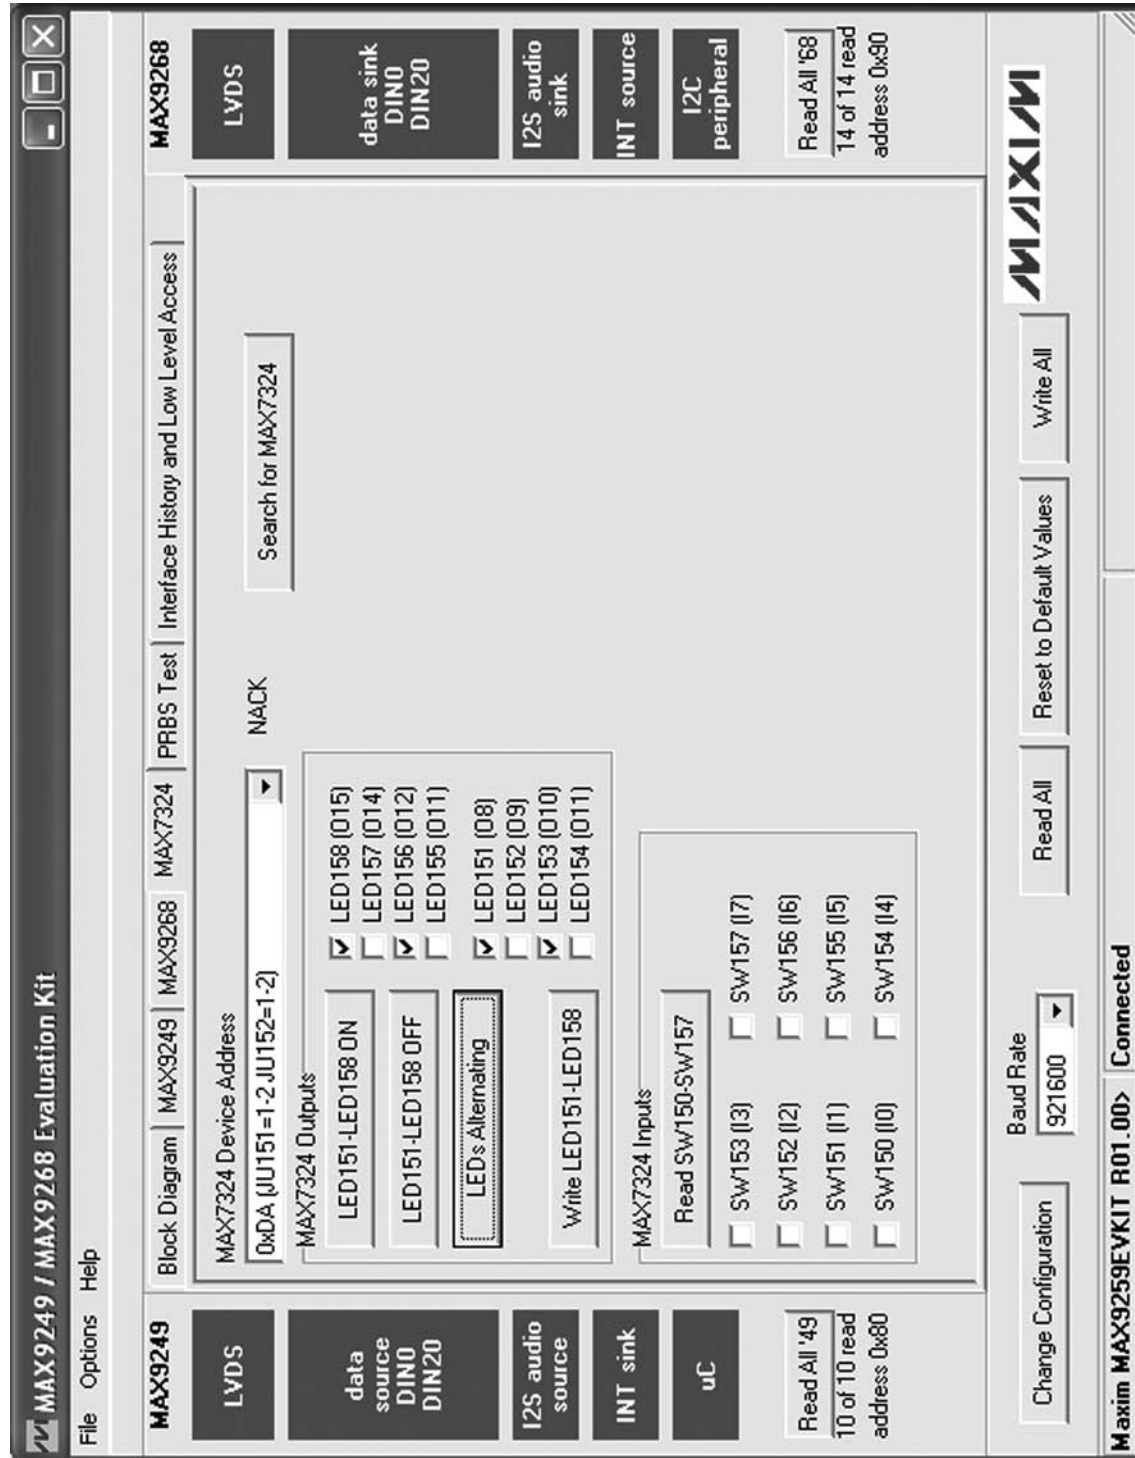 MAX9249 / MAX9268 Evaluation Kit
File Options Help
MAX9249
LVDS
data
source
DIN0
DIN20
I2S audio
source
INT sink
uC
Read All '49
10 of 10 read
address 0x80
Block Diagram MAX9249 MAX9268 MAX7324 PRBS Test Interface History and Low Level Access
MAX7324 Device Address
0xDA (JU151=1-2 JU152=1-2) NACK Search for MAX7324
MAX7324 Outputs
LED151-LED158 ON
LED151-LED158 OFF
LEDs Alternating
Write LED151-LED158
LED158 (O15)
LED157 (O14)
LED156 (O12)
LED155 (O11)
LED151 (O8)
LED152 (O9)
LED153 (O10)
LED154 (O11)
MAX7324 Inputs
Read SW150-SW157
SW153 (I3) SW157 (I7)
SW152 (I2) SW156 (I6)
SW151 (I1) SW155 (I5)
SW150 (I0) SW154 (I4)
MAX9268
LVDS
data sink
DIN0
DIN20
I2S audio
sink
INT source
I2C
peripheral
Read All '68
14 of 14 read
address 0x90
Change Configuration
Baud Rate
921600
Read All
Reset to Default Values
Write All
MAXIM
Maxim MAX9259EVKIT R01.00> Connected